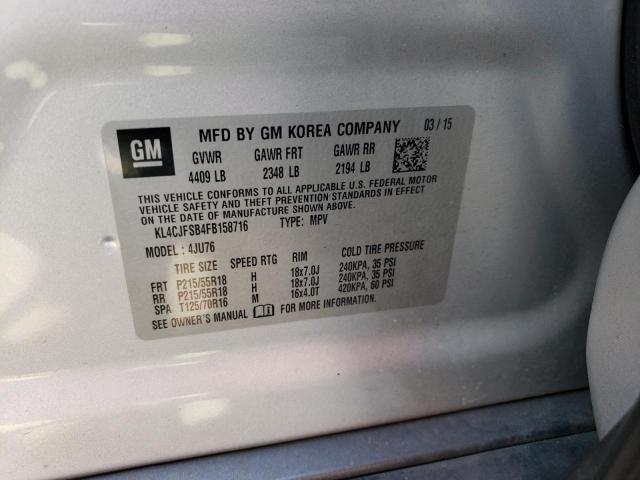 GM
MFD BY GM KOREA COMPANY 03/15
GVWR GAWR FRT GAWR RR
4409 LB 2348 LB 2194 LB
THIS VEHICLE CONFORMS TO ALL APPLICABLE U.S. FEDERAL MOTOR
VEHICLE SAFETY AND THEFT PREVENTION STANDARDS IN EFFECT
ON THE DATE OF MANUFACTURE SHOWN ABOVE.
KL4CJFSB4FB158716 TYPE: MPV
MODEL: 4JU76
TIRE SIZE SPEED RTG RIM COLD TIRE PRESSURE
FRT P215/55R18 H 18x7.0J 240KPA, 35 PSI
RR P215/55R18 H 18x7.0J 240KPA, 35 PSI
SPA T125/70R16 M 16x4.0T 420KPA, 60 PSI
SEE OWNER'S MANUAL FOR MORE INFORMATION.